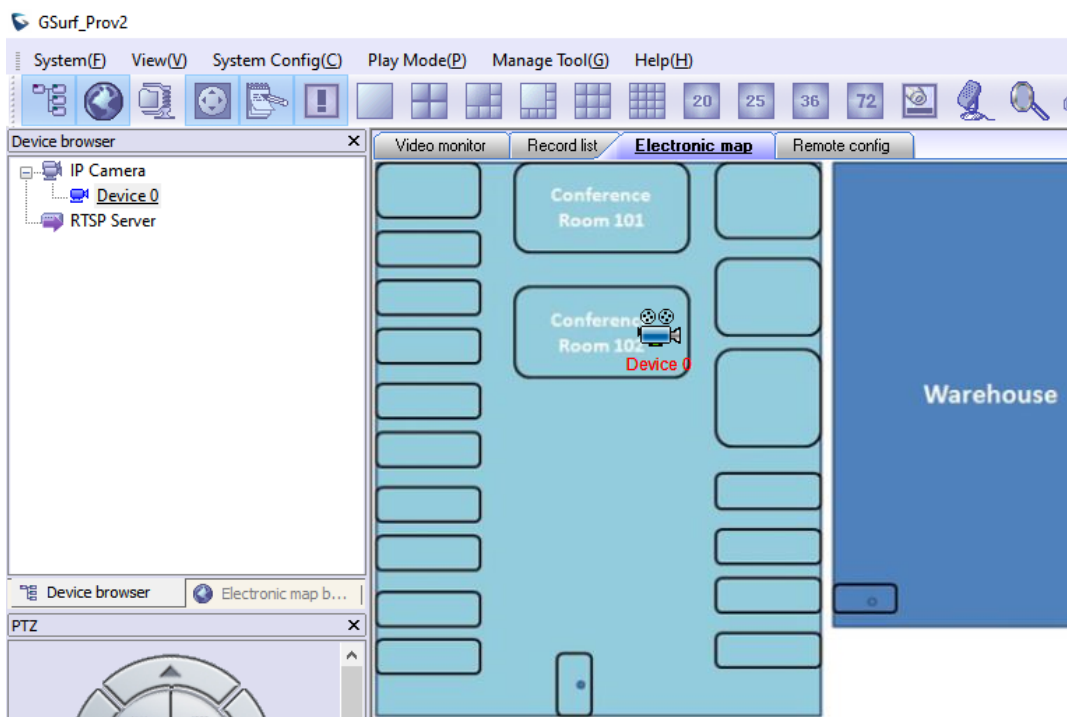 GSurf_Prov2
System(F) View(V) System Config(C) Play Mode(P) Manage Tool(G) Help(H)
20 25 36 72
Device browser
Video monitor Record list Electronic map Remote config
IP Camera
Device 0
RTSP Server
Conference
Room 101
Conferenc
Room 102
Device 0
Warehouse
Device browser Electronic map b...
PTZ